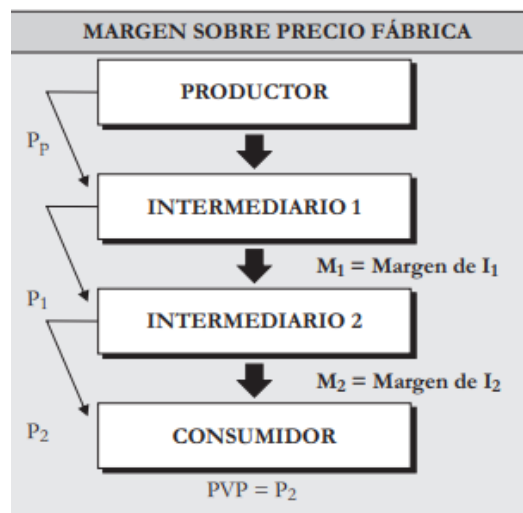 MARGEN SOBRE PRECIO FÁBRICA
PRODUCTOR
Pp
INTERMEDIARIO 1
M1 = Margen de I1
P1
INTERMEDIARIO 2
M2 = Margen de I2
P2
CONSUMIDOR
PVP = P2